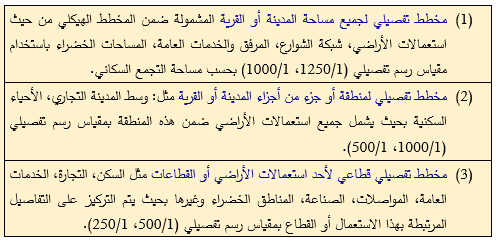 (1) مخطط تفصيلي لجميع مساحة المدينة أو القرية المشمولة ضمن المخطط الهيكلي من حيث
استعمالات الأراضي، شبكة الشوارع، المرفق والخدمات العامة، المساحات الخضراء باستخدام
مقياس رسم تفصيلي (1250/1، 1000/1) بحسب مساحة التجمع السكاني.
(2) مخطط تفصيلي لمنطقة أو جزء من أجزاء المدينة أو القرية مثل: وسط المدينة التجاري، الأحياء
السكنية بحيث يشمل جميع استعمالات الأراضي ضمن هذه المنطقة بمقياس رسم تفصيلي
(1000/1، 500/1).
(3) مخطط تفصيلي قطاعي لأحد استعمالات الأراضي أو القطاعات مثل السكن، التجارة، الخدمات
العامة، المواصلات، الصناعة، المناطق الخضراء وغيرها بحيث يتم التركيز على التفاصيل
المرتبطة بهذا الاستعمال أو القطاع بمقياس رسم تفصيلي (500/1، 250/1).